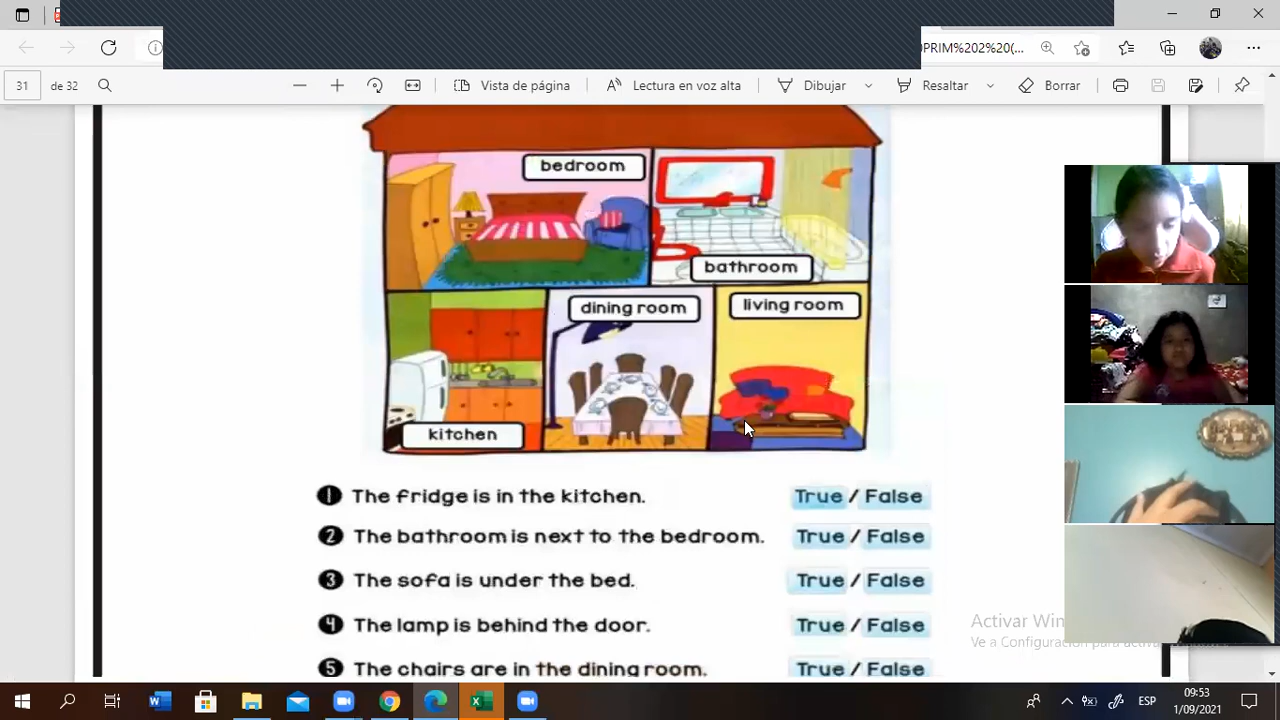 OPRIM%202%20(...
31 de 32 Vista de página Lectura en voz alta Dibujar Resaltar Borrar
bedroom
bathroom
dining room
living room
kitchen
1 The fridge is in the kitchen. True / False
2 The bathroom is next to the bedroom. True / False
3 The sofa is under the bed. True / False
4 The lamp is behind the door. True / False
5 The chairs are in the dining room. True / False
Activar Win
Ve a Configuración para activar
ESP
09:53
1/09/2021